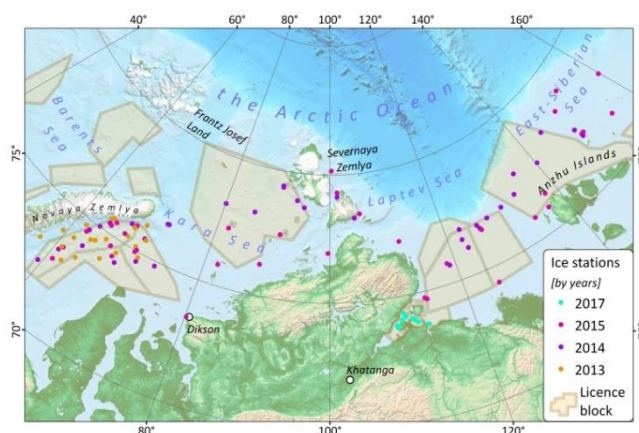 40° 60° 80° 100° 110° 140° 160°
the Arctic Ocean
East-Siberian
Sea
Barents
Sea
Frantz Josef
Land
Severnaya
Zemlya
75°
75°
Anzhu Islands
Laptev Sea
Novaya Zemlya
Kara Sea
Ice stations
[by years]
2017
2015
2014
2013
Licence
block
70°
Dikson
Khatanga
80° 100° 120°